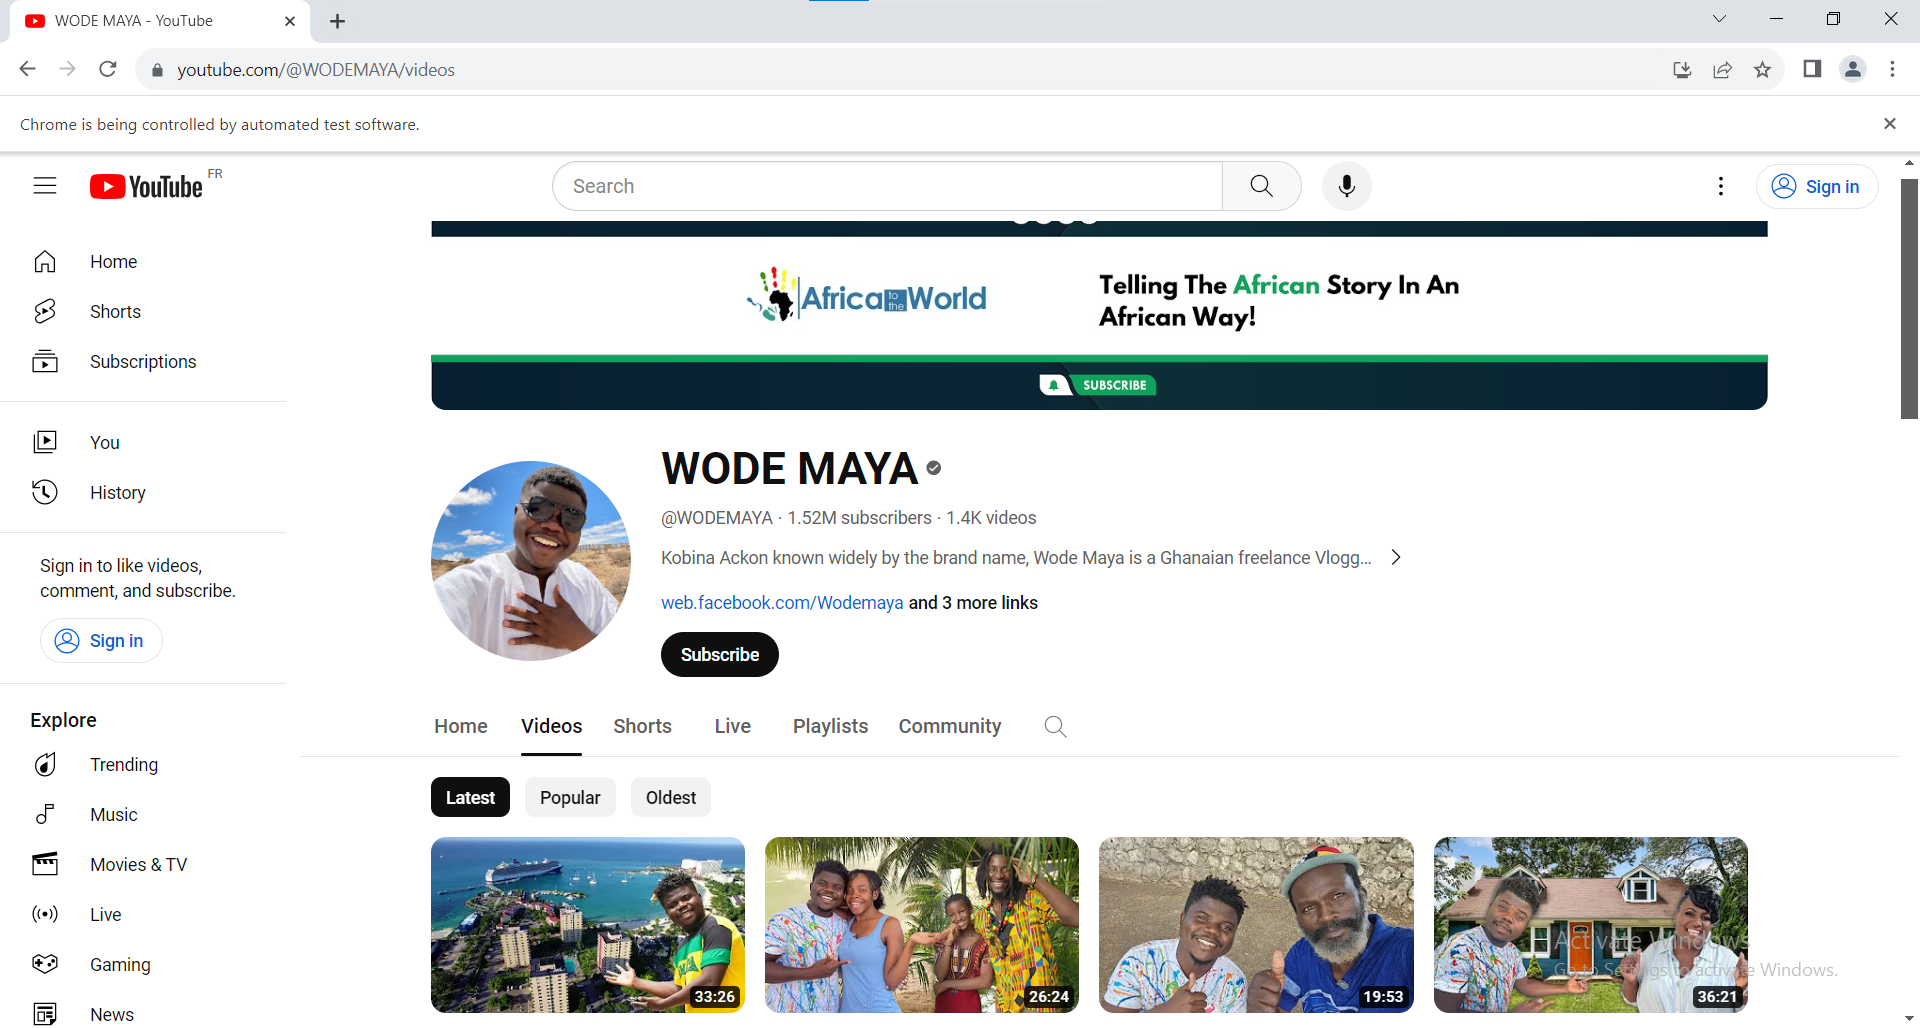 WODE MAYA - YouTube
youtube.com/@WODEMAYA/videos
Chrome is being controlled by automated test software.
YouTube FR
Search
Sign in
Home
Shorts
Subscriptions
You
History
Sign in to like videos,
comment, and subscribe.
Sign in
Explore
Trending
Music
Movies & TV
Live
Gaming
News
Africa to the World
Telling The African Story In An
African Way!
SUBSCRIBE
WODE MAYA
@WODEMAYA · 1.52M subscribers · 1.4K videos
Kobina Ackon known widely by the brand name, Wode Maya is a Ghanaian freelance Vlogg...
web.facebook.com/Wodemaya and 3 more links
Subscribe
Home Videos Shorts Live Playlists Community
Latest Popular Oldest
33:26
26:24
19:53
36:21
Activate Windows
Go to Settings to activate Windows.